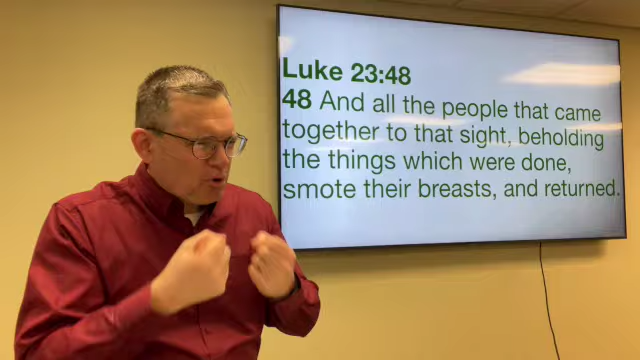 Luke 23:48
48 And all the people that came
together to that sight, beholding
the things which were done,
smote their breasts, and returned.